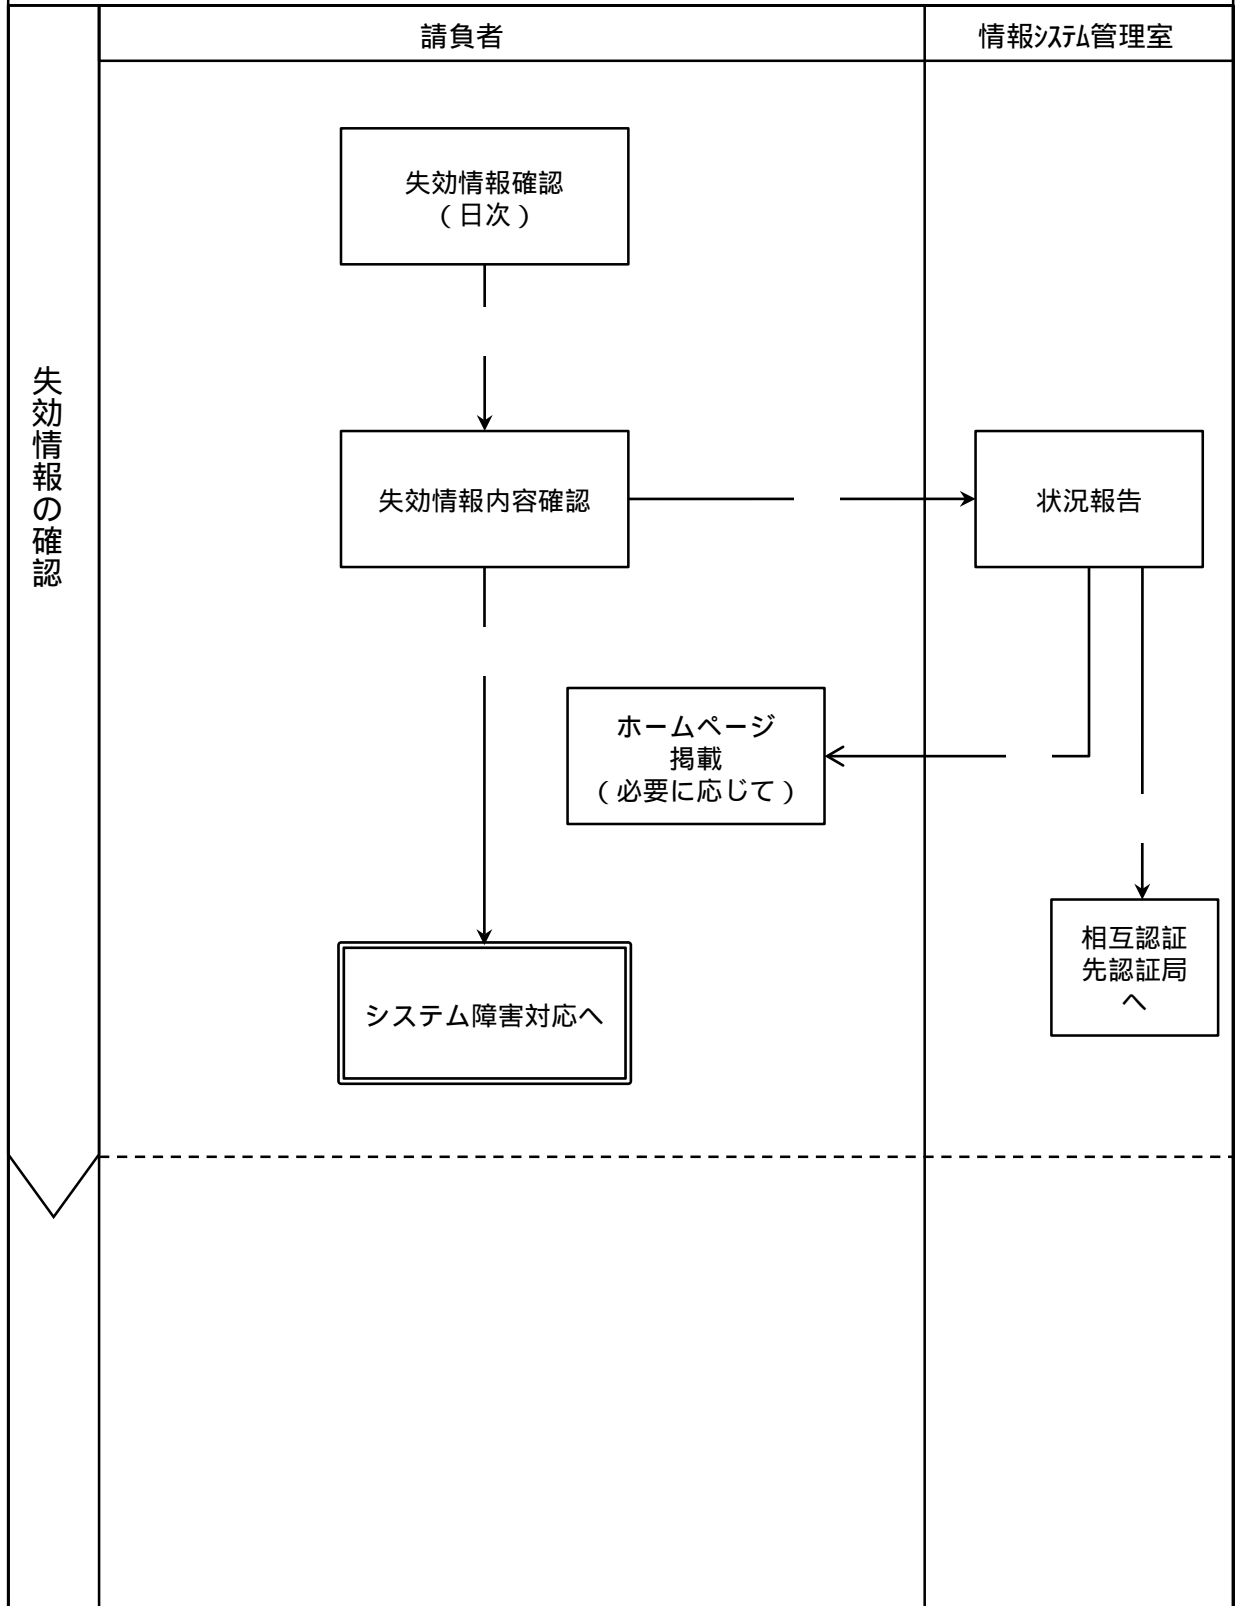 請負者
情報ｼｽﾃﾑ管理室
失効情報の確認
失効情報確認
（日次）
失効情報内容確認
状況報告
ホームページ
掲載
（必要に応じて）
相互認証
先認証局
へ
システム障害対応へ